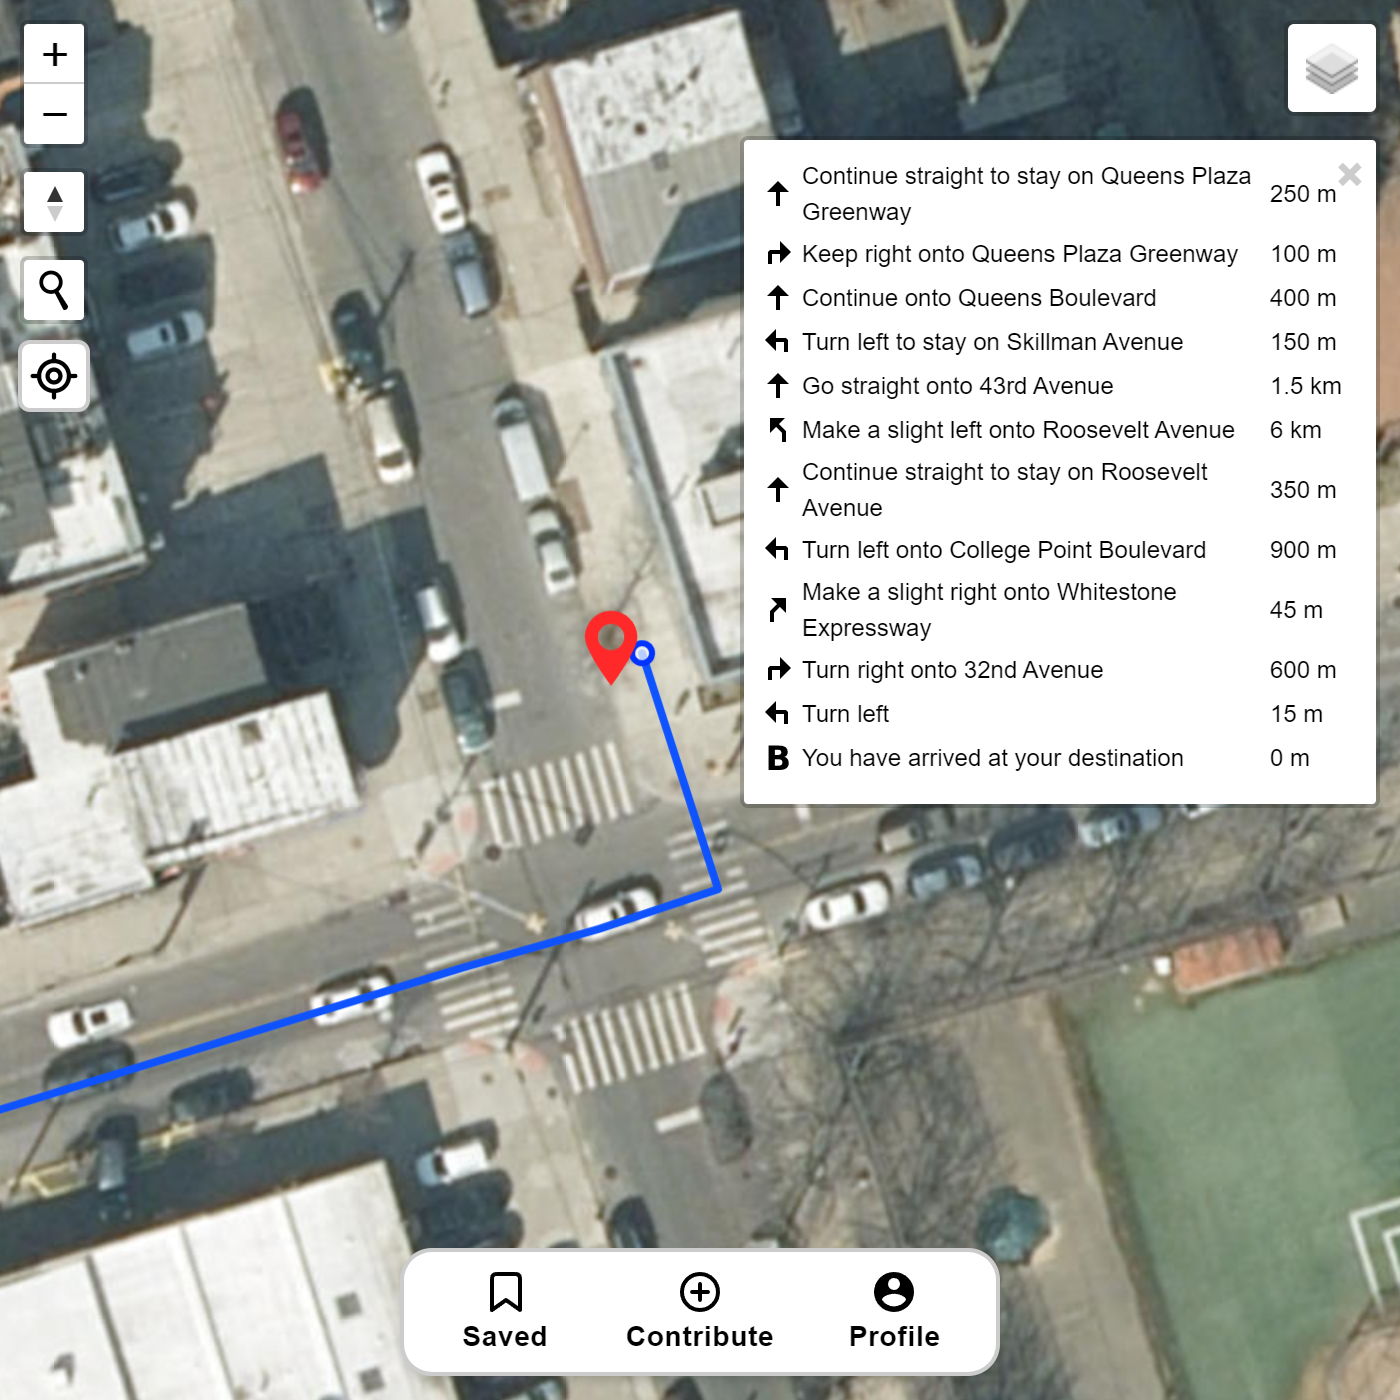 +
−
Continue straight to stay on Queens Plaza
Greenway
250 m
Keep right onto Queens Plaza Greenway 100 m
Continue onto Queens Boulevard 400 m
Turn left to stay on Skillman Avenue 150 m
Go straight onto 43rd Avenue 1.5 km
Make a slight left onto Roosevelt Avenue 6 km
Continue straight to stay on Roosevelt
Avenue
350 m
Turn left onto College Point Boulevard 900 m
Make a slight right onto Whitestone
Expressway
45 m
Turn right onto 32nd Avenue 600 m
Turn left 15 m
B You have arrived at your destination 0 m
Saved Contribute Profile